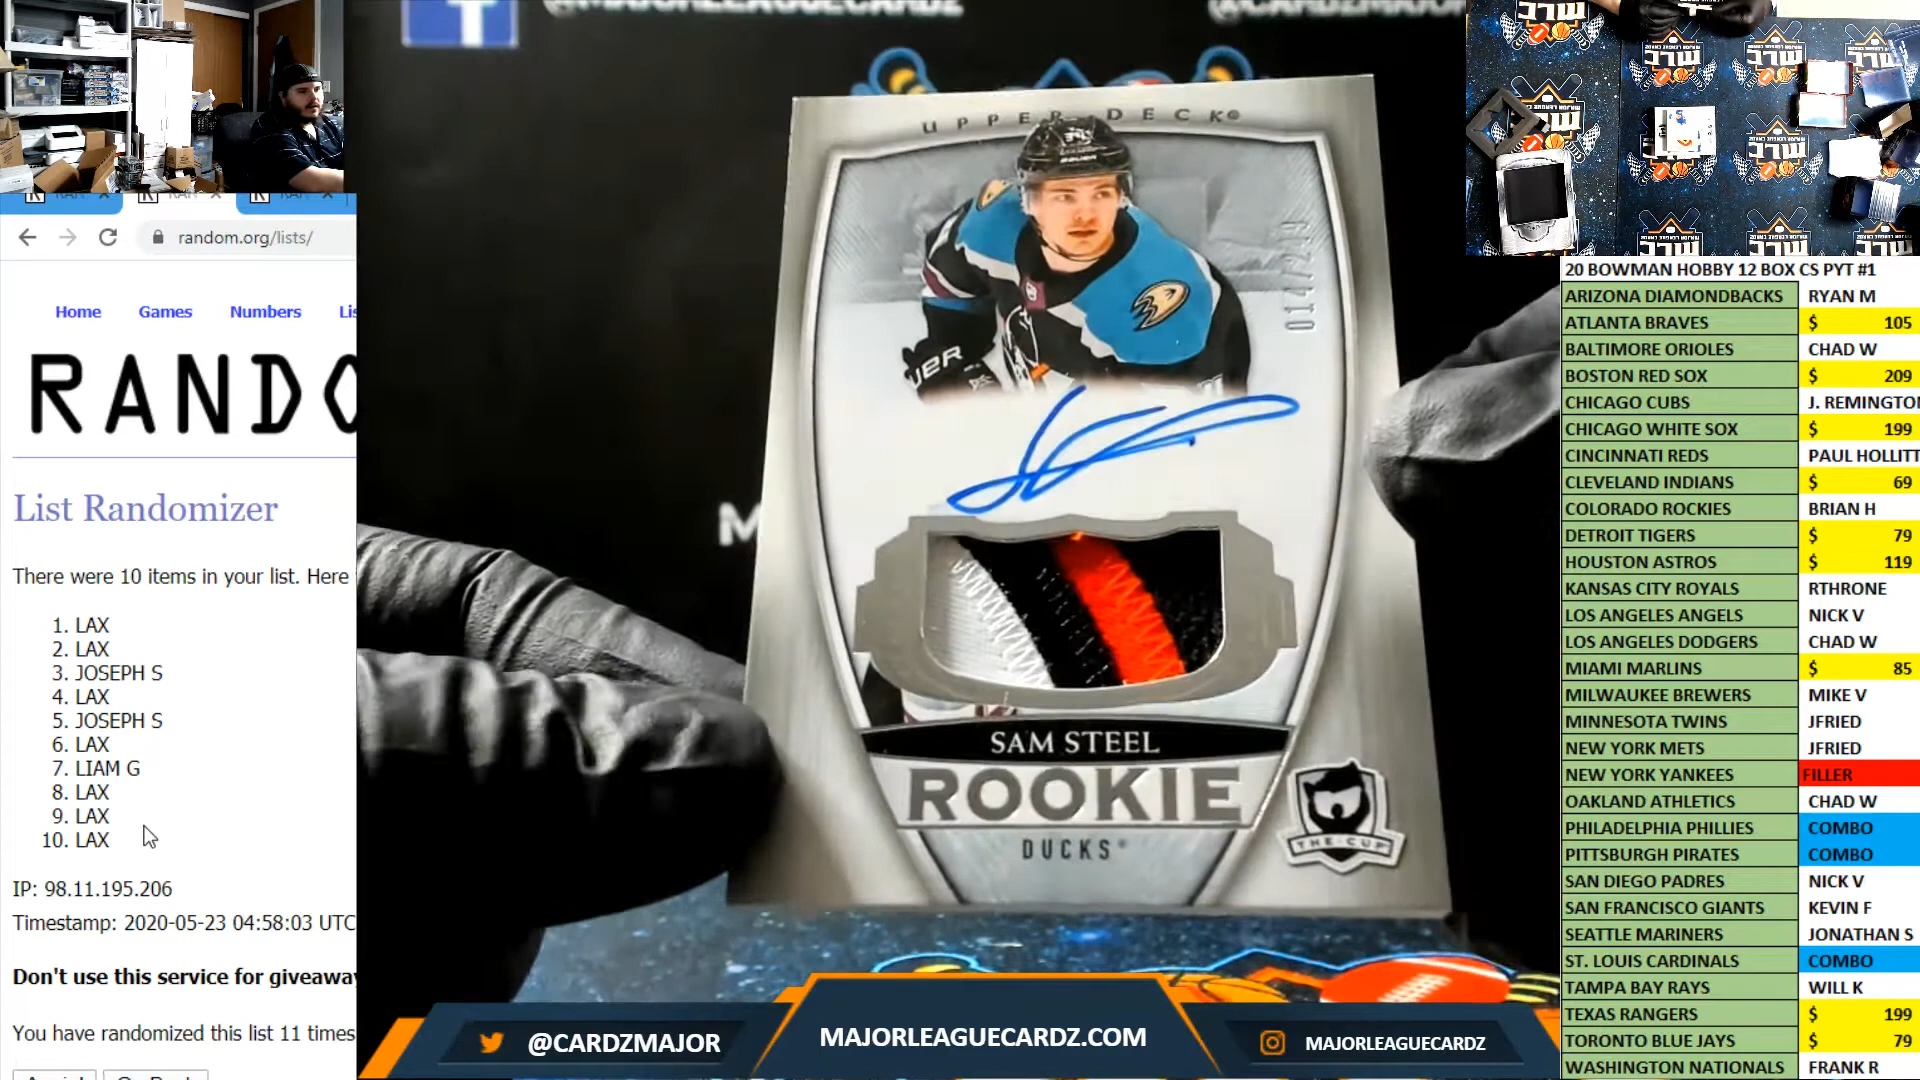 @MAJORLEAGUECARDZ
random.org/lists/
Home Games Numbers
List Randomizer
There were 10 items in your list. Here
1. LAX
2. LAX
3. JOSEPH S
4. LAX
5. JOSEPH S
6. LAX
7. LIAM G
8. LAX
9. LAX
10. LAX
IP: 98.11.195.206
Timestamp: 2020-05-23 04:58:03 UTC
Don't use this service for giveaway
You have randomized this list 11 times
UPPER DECK
SAM STEEL
ROOKIE
DUCKS
THE CUP
@CARDZMAJOR
MAJORLEAGUECARDZ.COM
MAJORLEAGUECARDZ
20 BOWMAN HOBBY 12 BOX CS PYT #1
ARIZONA DIAMONDBACKS RYAN M
ATLANTA BRAVES $ 105
BALTIMORE ORIOLES CHAD W
BOSTON RED SOX $ 209
CHICAGO CUBS J. REMINGTON
CHICAGO WHITE SOX $ 199
CINCINNATI REDS PAUL HOLLITT
CLEVELAND INDIANS $ 69
COLORADO ROCKIES BRIAN H
DETROIT TIGERS $ 79
HOUSTON ASTROS $ 119
KANSAS CITY ROYALS RTHRONE
LOS ANGELES ANGELS NICK V
LOS ANGELES DODGERS CHAD W
MIAMI MARLINS $ 85
MILWAUKEE BREWERS MIKE V
MINNESOTA TWINS JFRIED
NEW YORK METS JFRIED
NEW YORK YANKEES FILLER
OAKLAND ATHLETICS CHAD W
PHILADELPHIA PHILLIES COMBO
PITTSBURGH PIRATES COMBO
SAN DIEGO PADRES NICK V
SAN FRANCISCO GIANTS KEVIN F
SEATTLE MARINERS JONATHAN S
ST. LOUIS CARDINALS COMBO
TAMPA BAY RAYS WILL K
TEXAS RANGERS $ 199
TORONTO BLUE JAYS $ 79
WASHINGTON NATIONALS FRANK R